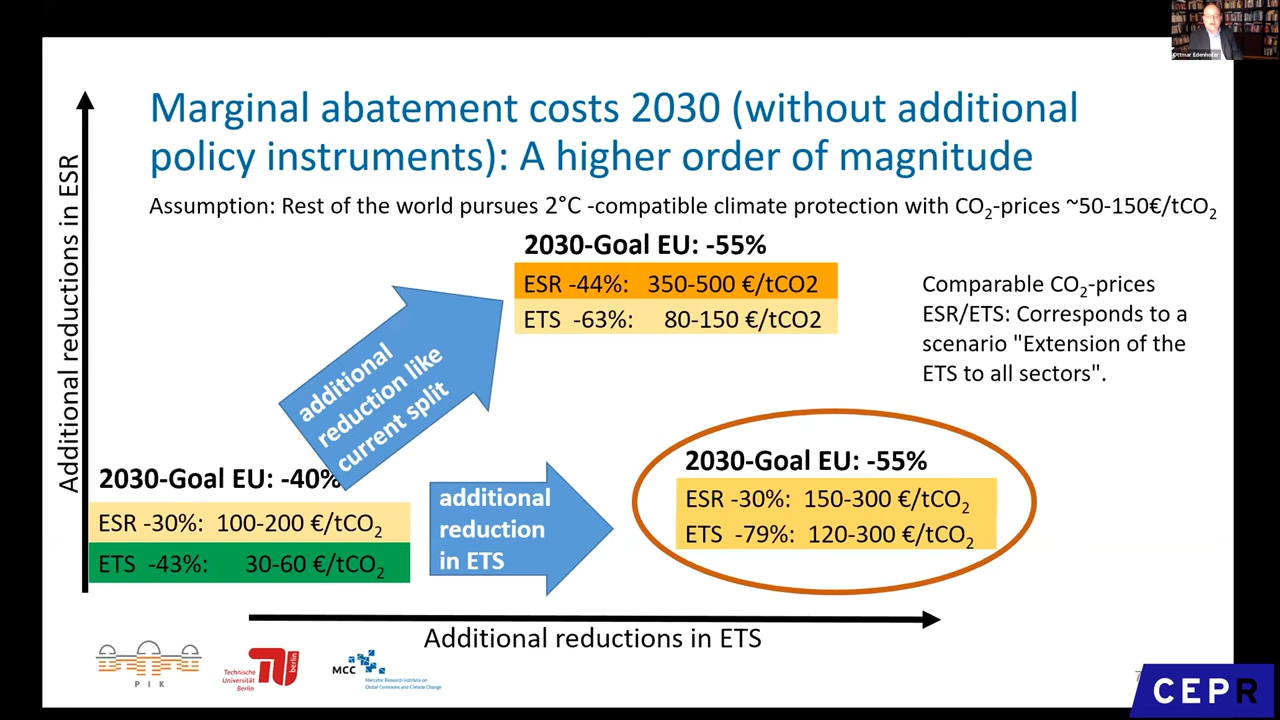 Ottmar Edenhofer
Marginal abatement costs 2030 (without additional
policy instruments): A higher order of magnitude
Assumption: Rest of the world pursues 2°C -compatible climate protection with CO₂-prices ~50-150€/tCO₂
Additional reductions in ESR
2030-Goal EU: -55%
ESR -44%: 350-500 €/tCO2
ETS -63%: 80-150 €/tCO2
Comparable CO₂-prices
ESR/ETS: Corresponds to a
scenario "Extension of the
ETS to all sectors".
additional
reduction like
current split
2030-Goal EU: -40%
ESR -30%: 100-200 €/tCO₂
ETS -43%: 30-60 €/tCO₂
additional
reduction
in ETS
2030-Goal EU: -55%
ESR -30%: 150-300 €/tCO₂
ETS -79%: 120-300 €/tCO₂
Additional reductions in ETS
P I K
Technische
Universität
Berlin
berlin
MCC
Mercator Research Institute on
Global Commons and Climate Change
7
CEPR